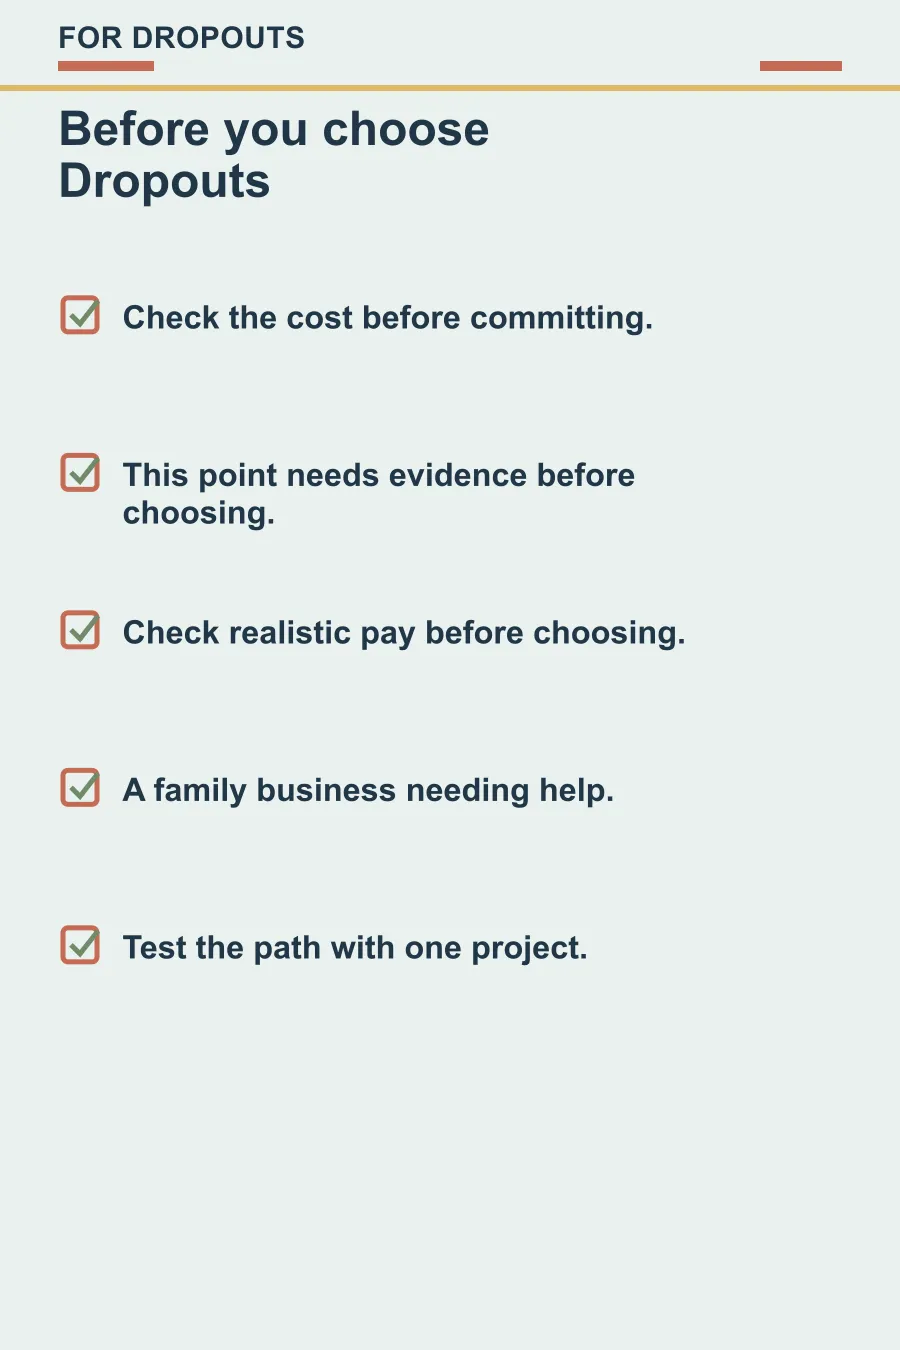 FOR DROPOUTS
Before you choose
Dropouts
Check the cost before committing.
This point needs evidence before
choosing.
Check realistic pay before choosing.
A family business needing help.
Test the path with one project.